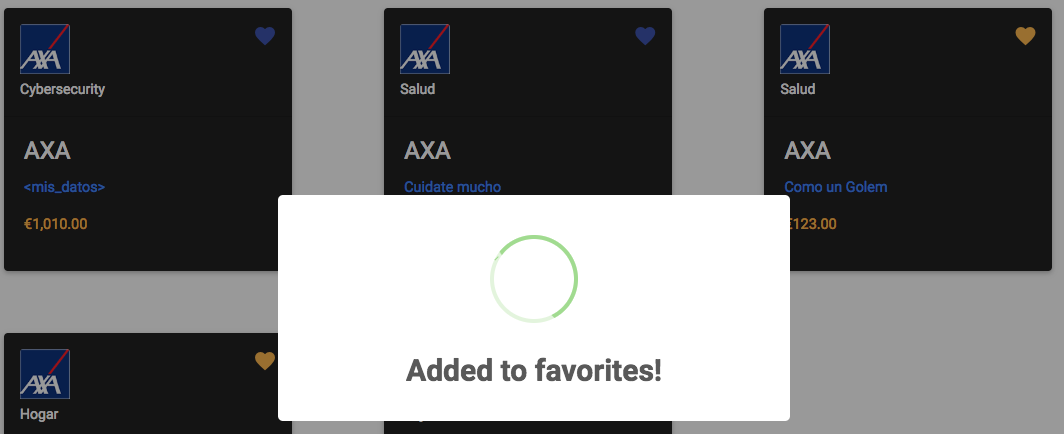 AXA
Cybersecurity
AXA
<mis_datos>
€1,010.00
AXA
Salud
AXA
Cuidate mucho
AXA
Salud
AXA
Como un Golem
€123.00
Added to favorites!
AXA
Hogar